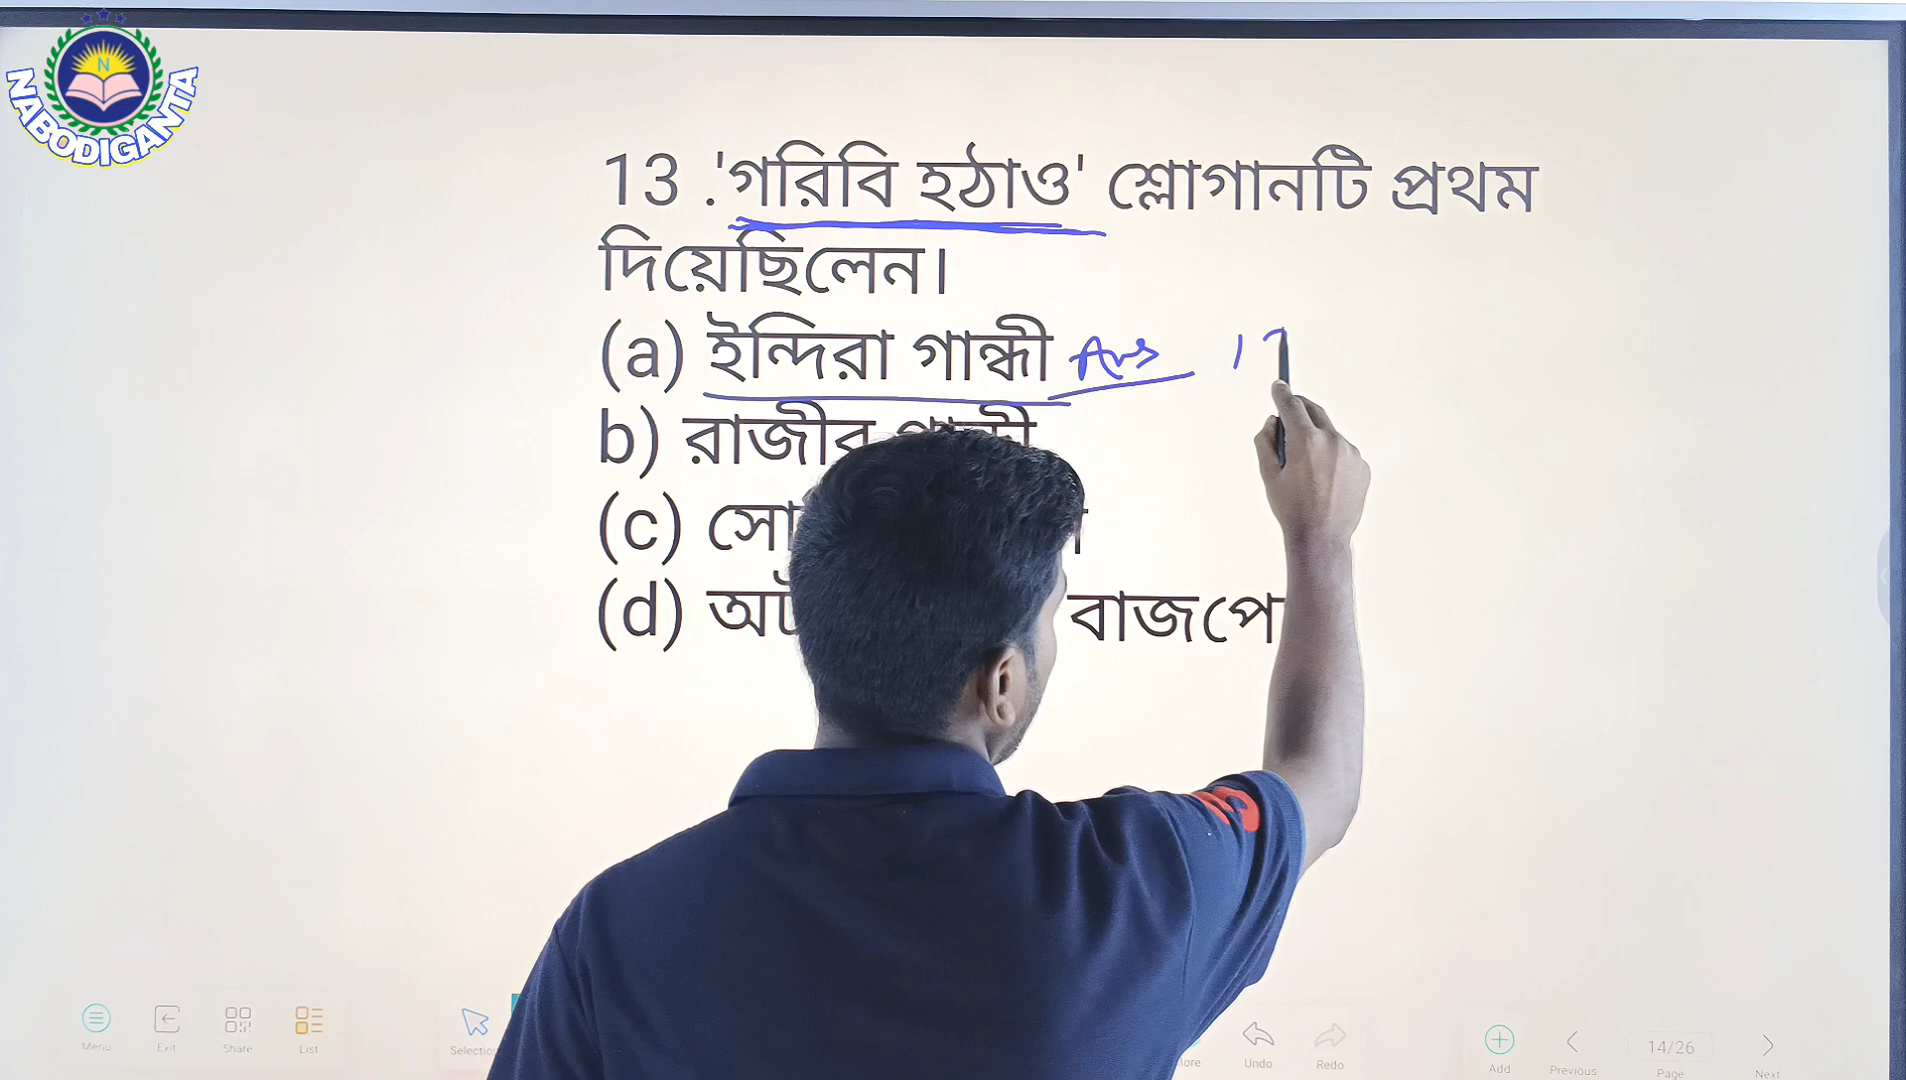 NABODIGANTA
13 .'গরিবি হঠাও' শ্লোগানটি প্রথম
দিয়েছিলেন।
(a) ইন্দিরা গান্ধী Ans
b) রাজীব গান্ধী
(c)
(d) বাজপে
Menu Exit Share List Undo Redo Add Previous 14/26 Page Next